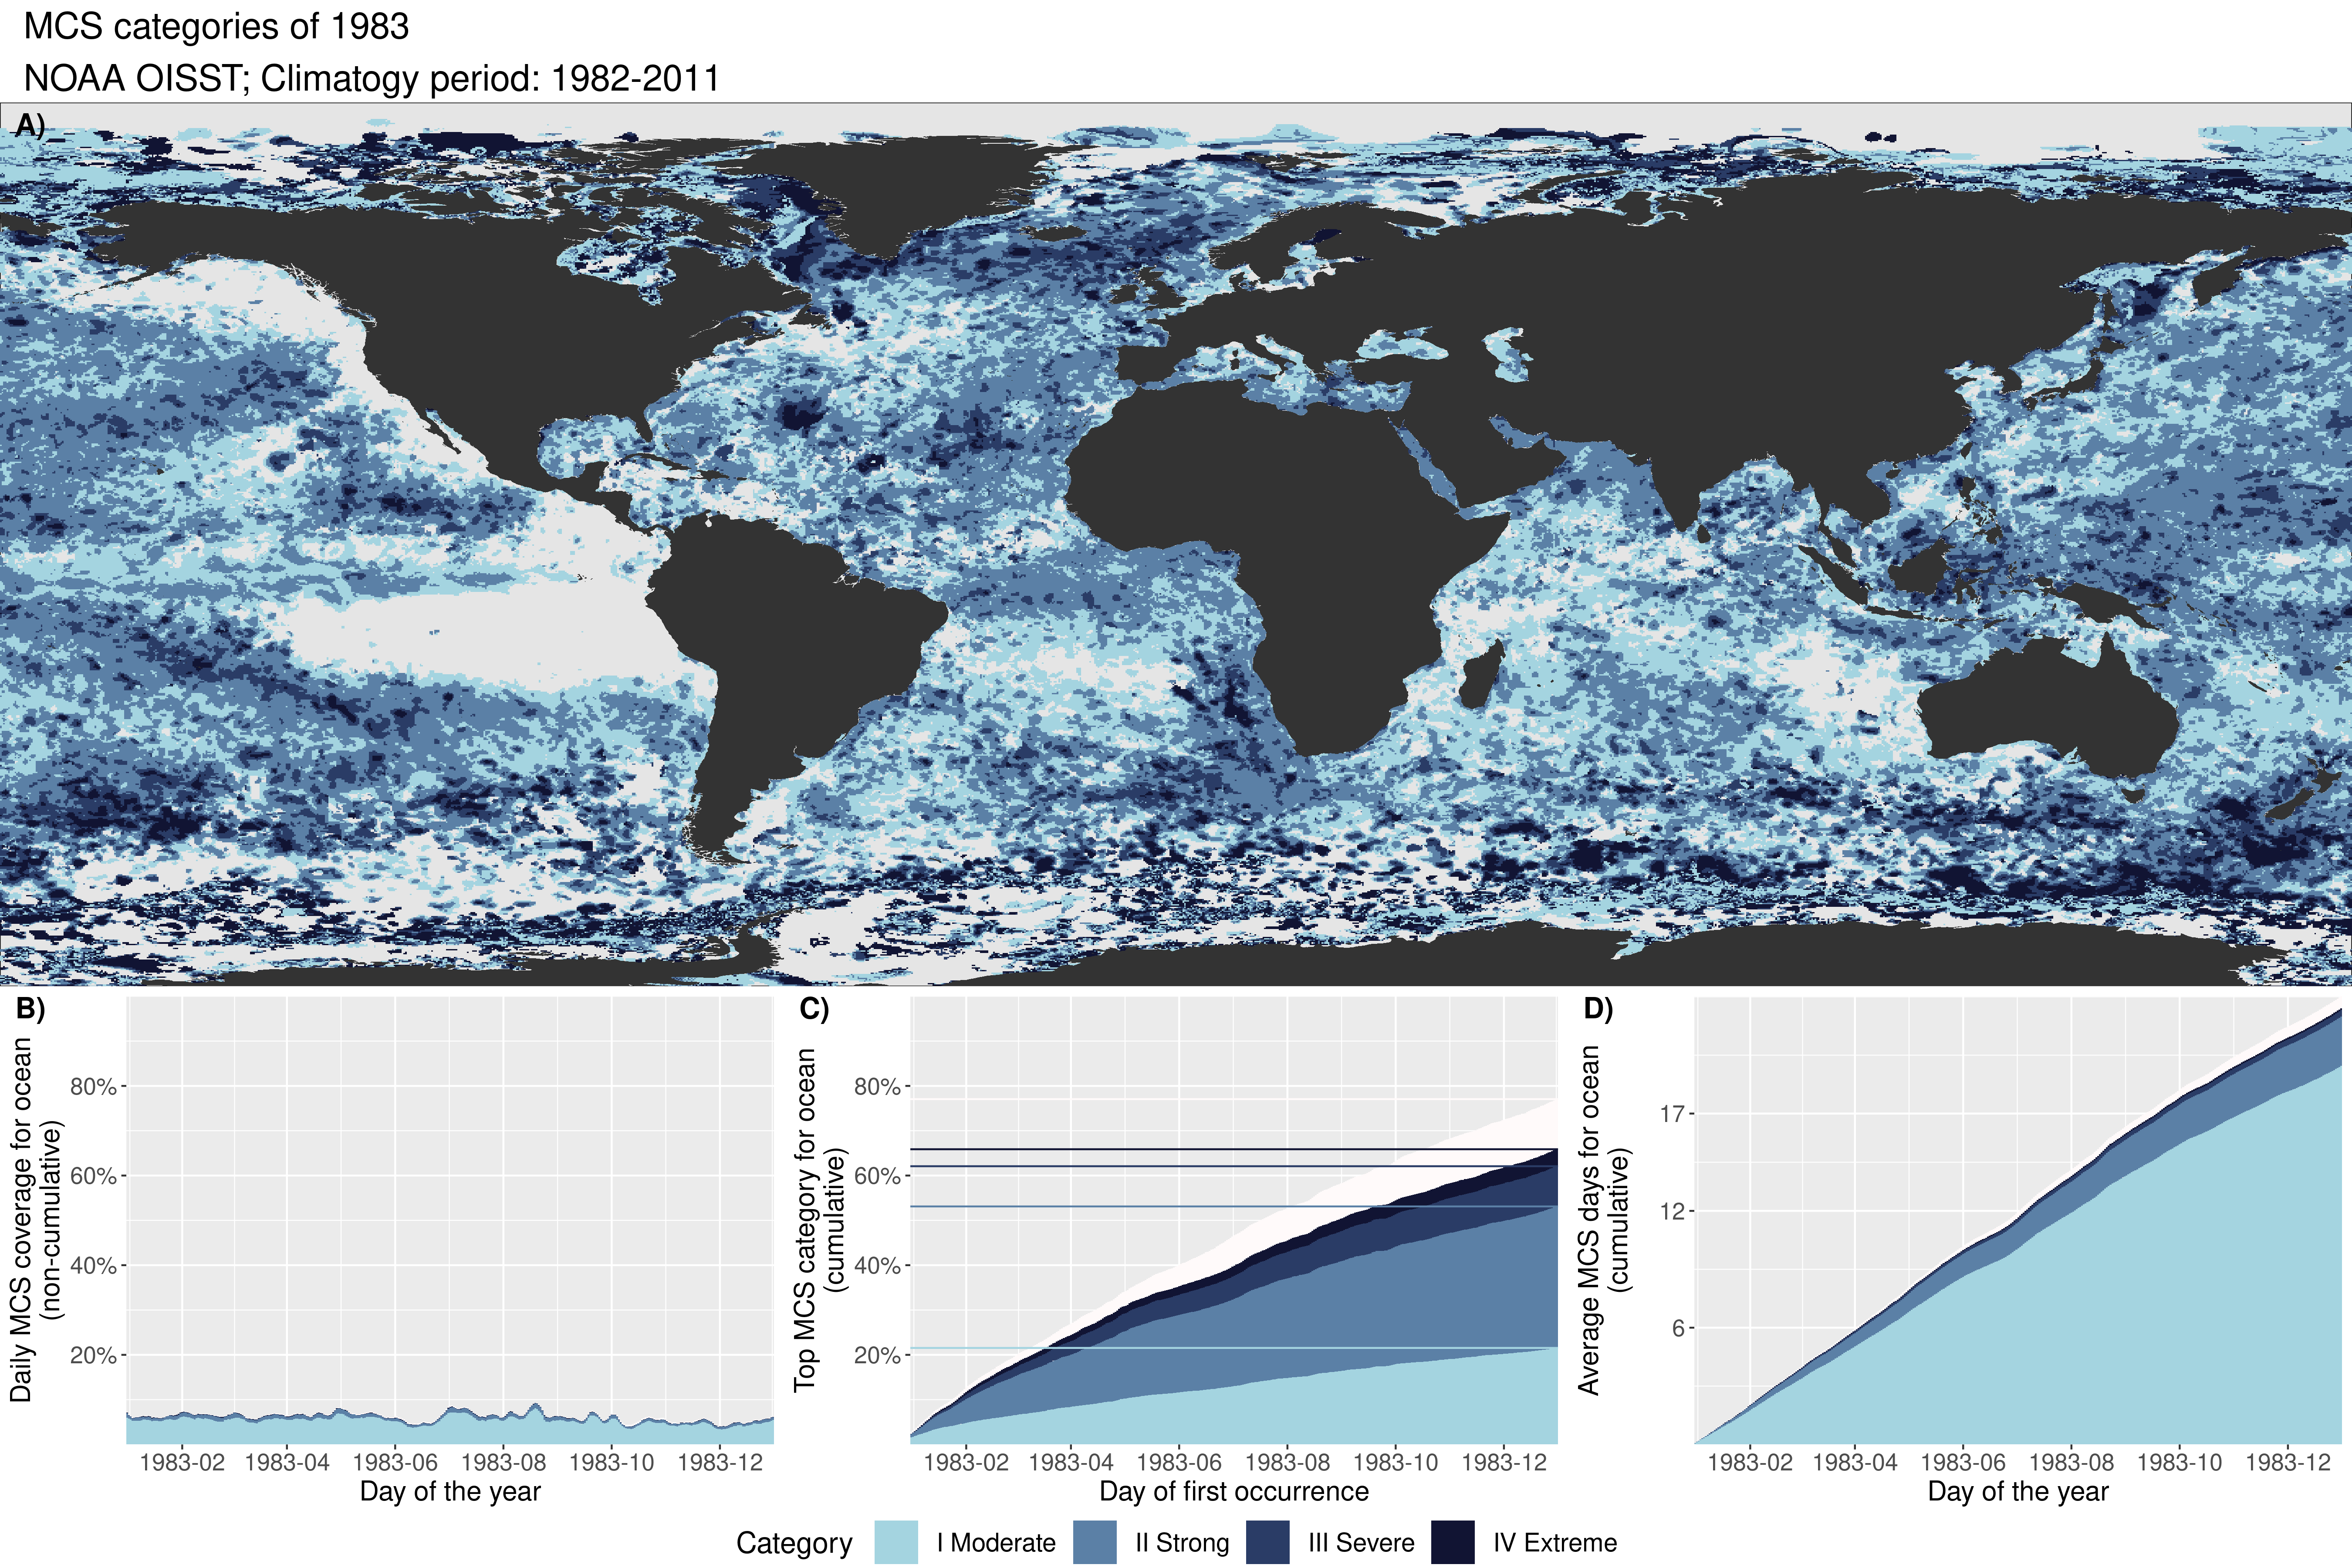 MCS categories of 1983
NOAA OISST; Climatogy period: 1982-2011
A)
B)
Daily MCS coverage for ocean
(non-cumulative)
80%
60%
40%
20%
1983-02 1983-04 1983-06 1983-08 1983-10 1983-12
Day of the year
C)
Top MCS category for ocean
(cumulative)
80%
60%
40%
20%
1983-02 1983-04 1983-06 1983-08 1983-10 1983-12
Day of first occurrence
D)
Average MCS days for ocean
(cumulative)
17
12
6
1983-02 1983-04 1983-06 1983-08 1983-10 1983-12
Day of the year
Category I Moderate II Strong III Severe IV Extreme